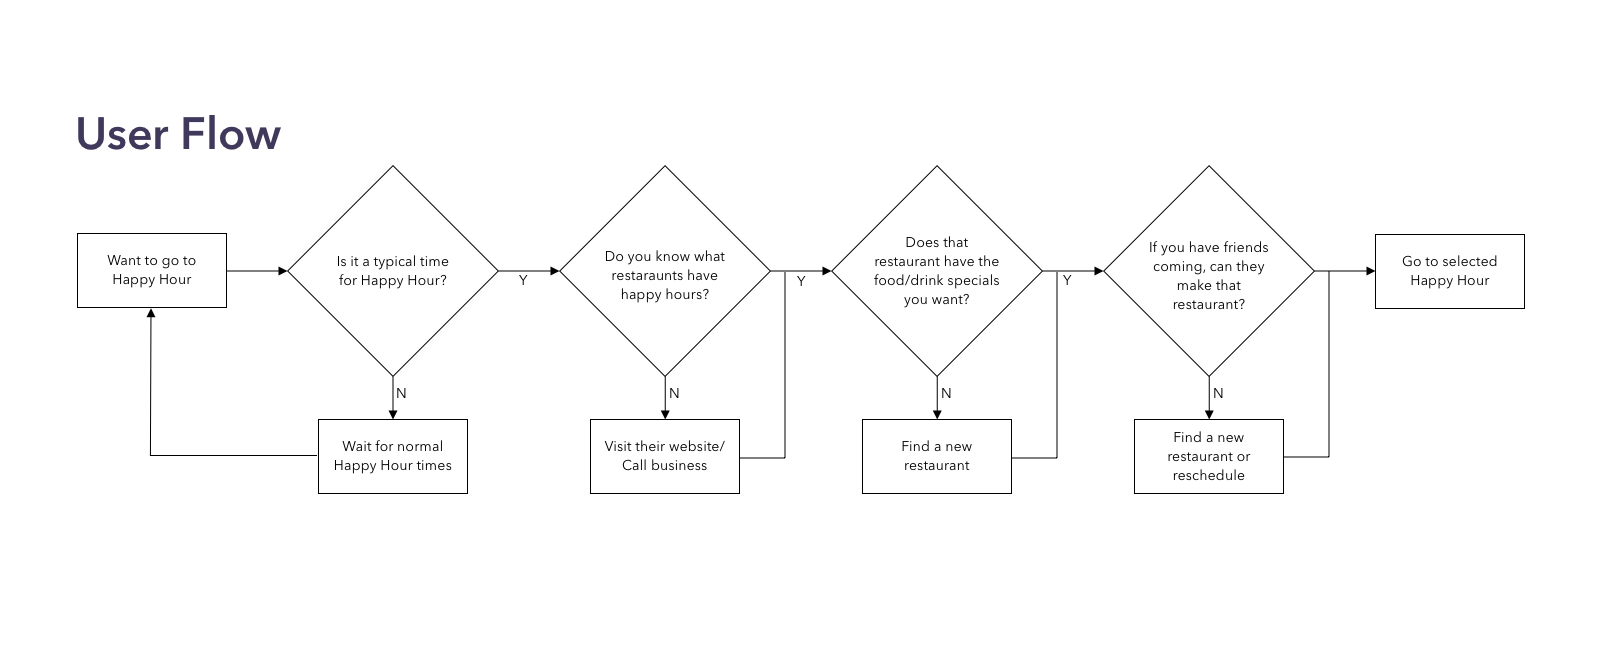 User Flow
Want to go to
Happy Hour
Is it a typical time
for Happy Hour?
Y
N
Wait for normal
Happy Hour times
Do you know what
restaraunts have
happy hours?
Y
N
Visit their website/
Call business
Does that
restaurant have the
food/drink specials
you want?
Y
N
Find a new
restaurant
If you have friends
coming, can they
make that
restaurant?
N
Find a new
restaurant or
reschedule
Go to selected
Happy Hour